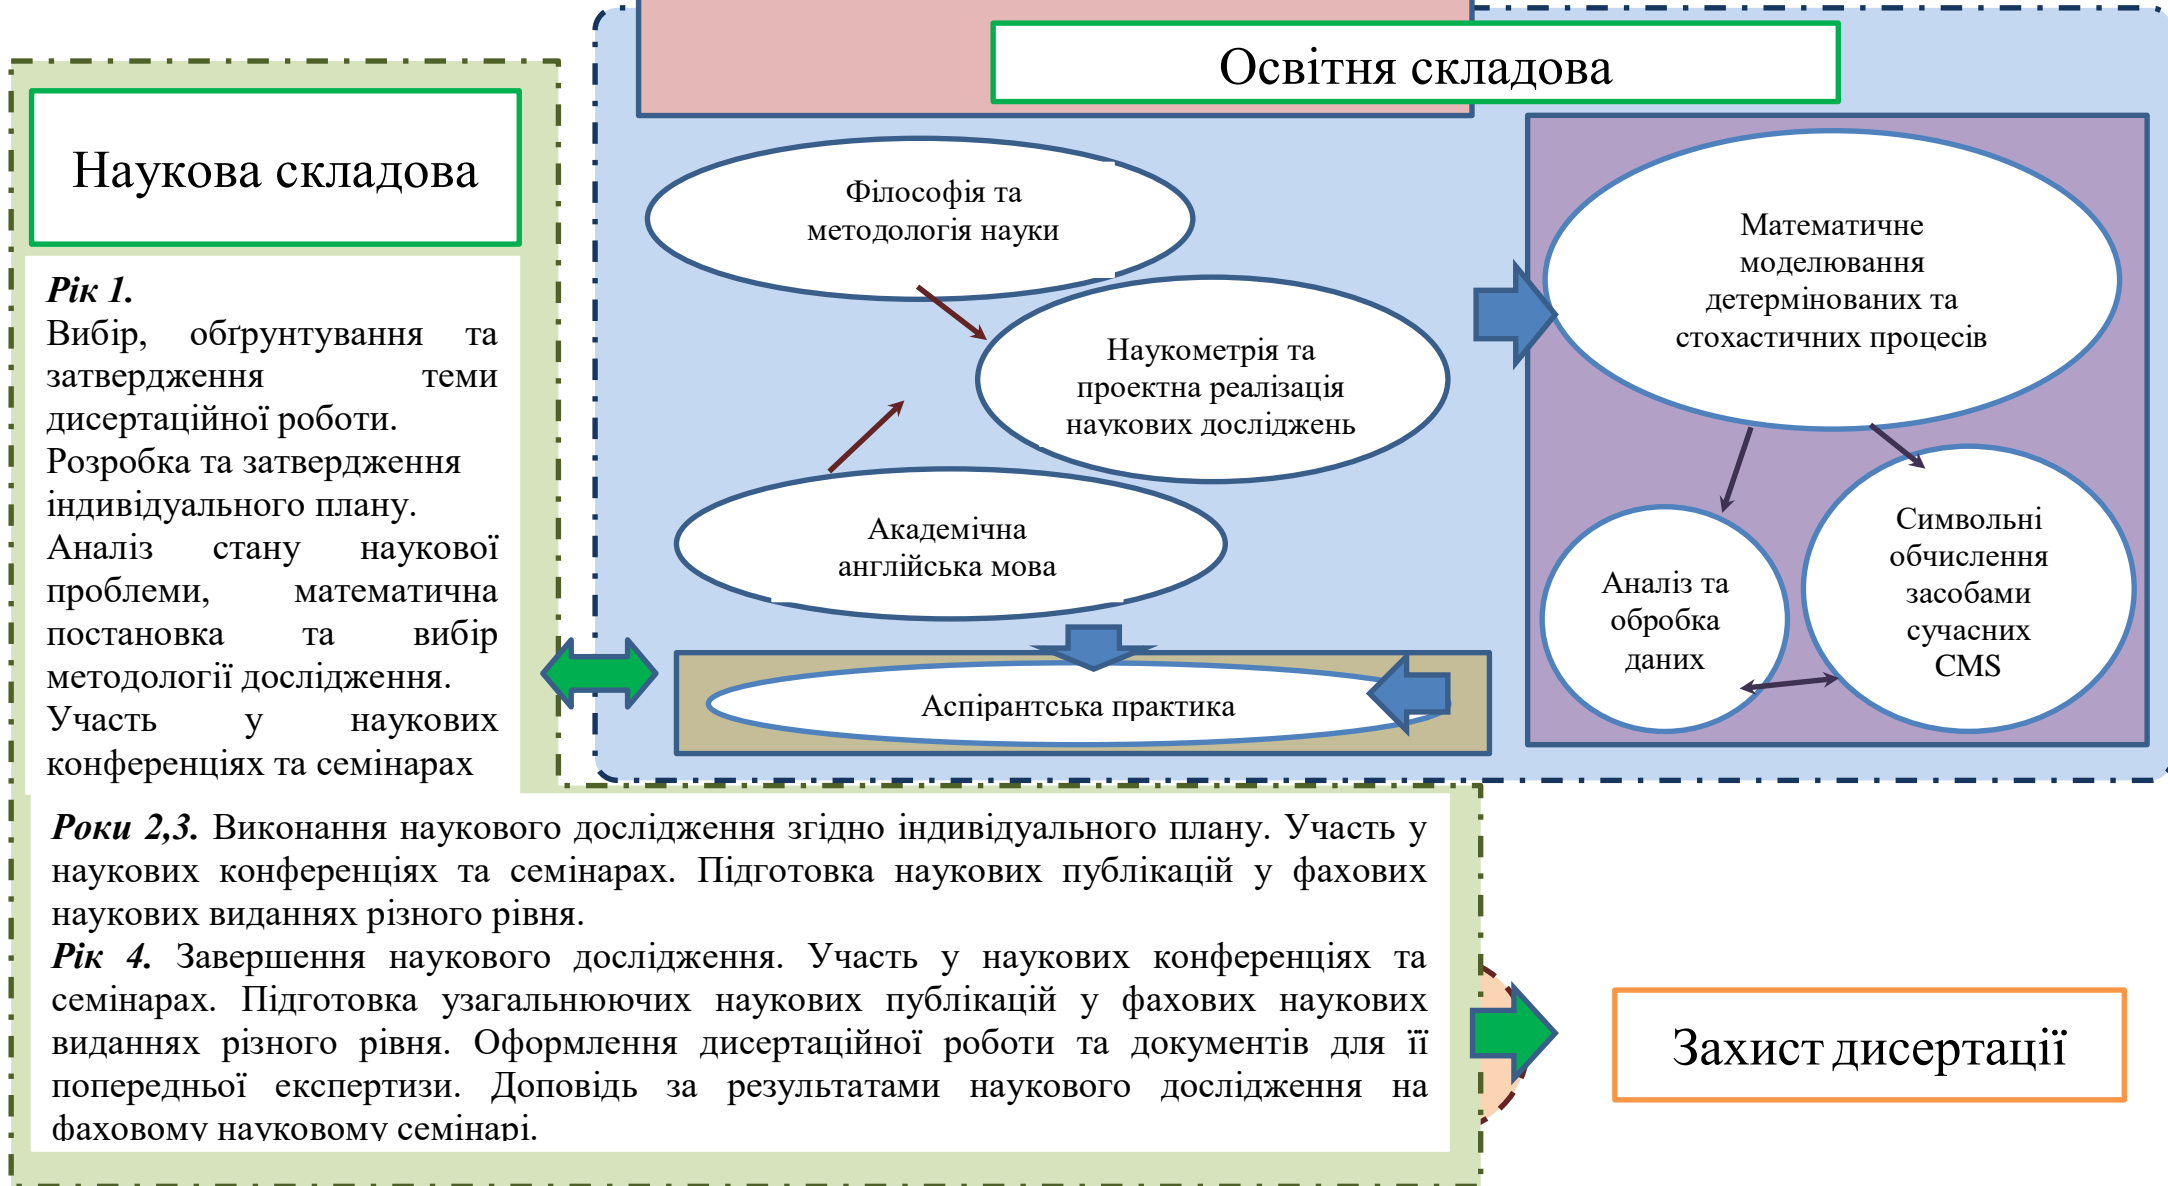 Освітня складова
Наукова складова
Рік 1.
Вибір, обґрунтування та
затвердження теми
дисертаційної роботи.
Розробка та затвердження
індивідуального плану.
Аналіз стану наукової
проблеми, математична
постановка та вибір
методології дослідження.
Участь у наукових
конференціях та семінарах
Філософія та
методологія науки
Наукометрія та
проектна реалізація
наукових досліджень
Академічна
англійська мова
Аспірантська практика
Математичне
моделювання
детермінованих та
стохастичних процесів
Аналіз та
обробка
даних
Символьні
обчислення
засобами
сучасних
CMS
Роки 2,3. Виконання наукового дослідження згідно індивідуального плану. Участь у
наукових конференціях та семінарах. Підготовка наукових публікацій у фахових
наукових виданнях різного рівня.
Рік 4. Завершення наукового дослідження. Участь у наукових конференціях та
семінарах. Підготовка узагальнюючих наукових публікацій у фахових наукових
виданнях різного рівня. Оформлення дисертаційної роботи та документів для її
попередньої експертизи. Доповідь за результатами наукового дослідження на
фаховому науковому семінарі.
Захист дисертації